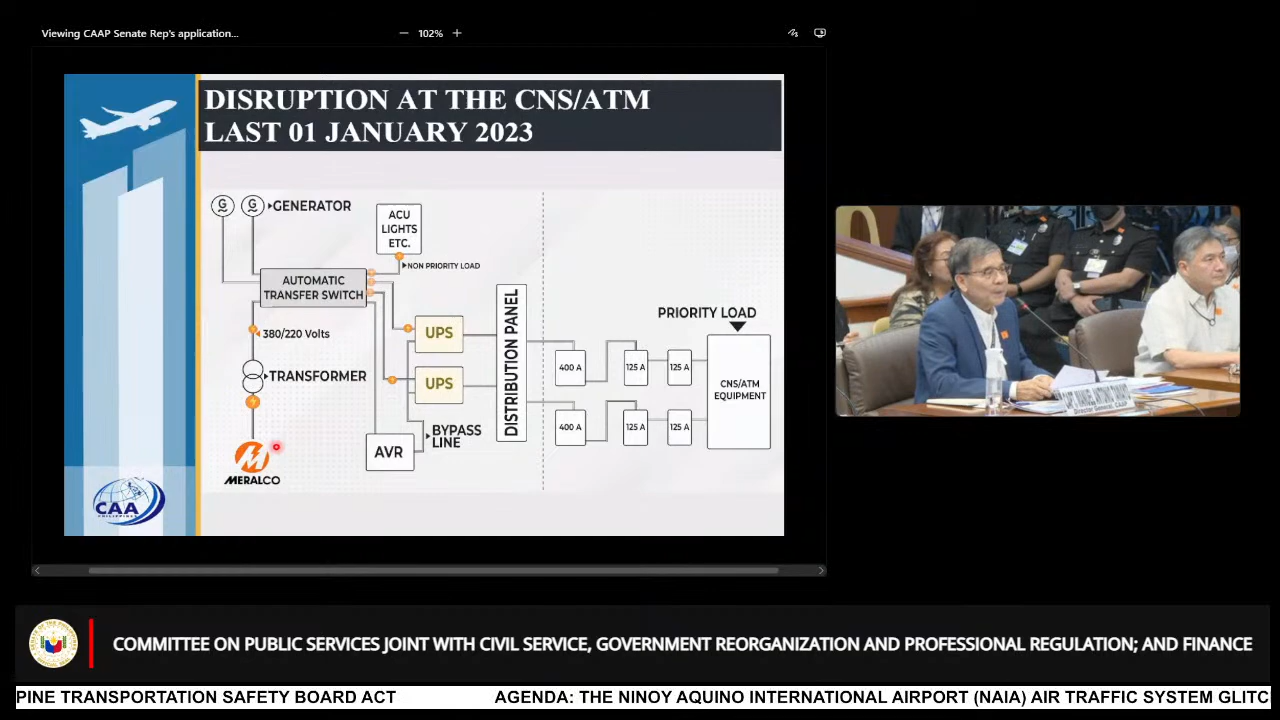 Viewing CAAP Senate Rep's application...
102%
DISRUPTION AT THE CNS/ATM
LAST 01 JANUARY 2023
G
G
GENERATOR
ACU
LIGHTS
ETC.
NON PRIORITY LOAD
AUTOMATIC
TRANSFER SWITCH
380/220 Volts
TRANSFORMER
MERALCO
UPS
UPS
BYPASS
LINE
AVR
DISTRIBUTION PANEL
400 A
125 A
125 A
400 A
125 A
125 A
PRIORITY LOAD
CNS/ATM
EQUIPMENT
CAA
PHILIPPINES
Director General, CAAP
COMMITTEE ON PUBLIC SERVICES JOINT WITH CIVIL SERVICE, GOVERNMENT REORGANIZATION AND PROFESSIONAL REGULATION; AND FINANCE
PINE TRANSPORTATION SAFETY BOARD ACT
AGENDA: THE NINOY AQUINO INTERNATIONAL AIRPORT (NAIA) AIR TRAFFIC SYSTEM GLITC